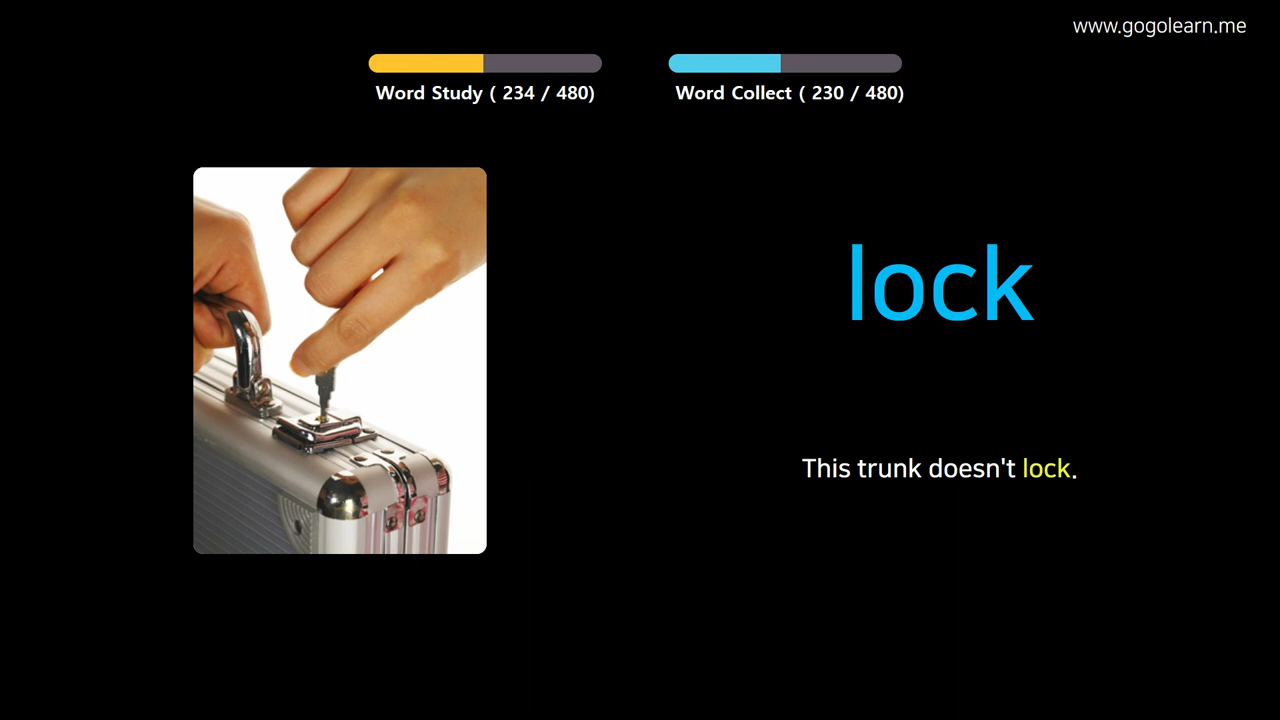 www.gogolearn.me
Word Study ( 234 / 480)
Word Collect ( 230 / 480)
lock
This trunk doesn't lock.